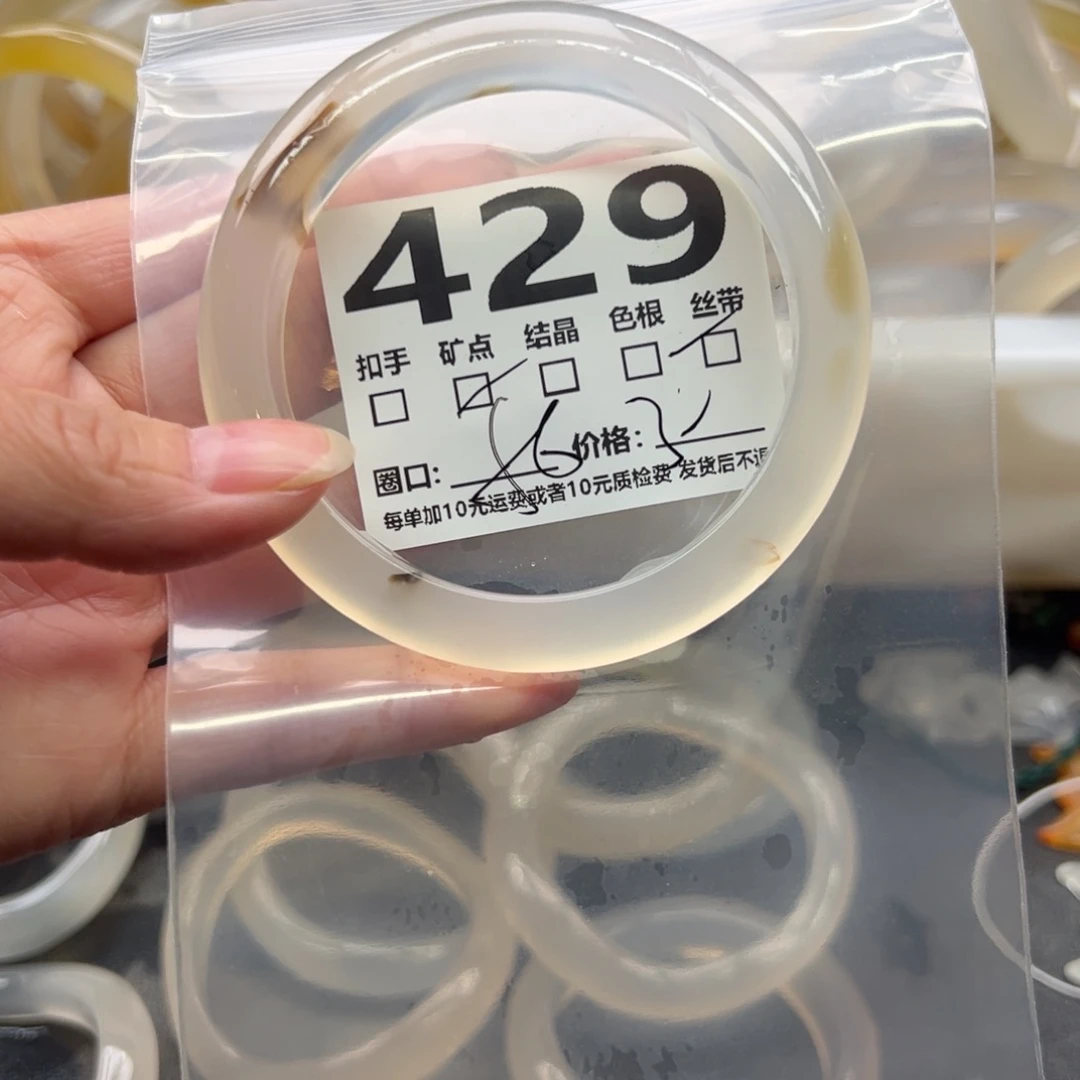 429
扣手 矿点 结晶 色根 丝带
圈口: 价格:
每单加10元运费或者10元质检费 发货后不退